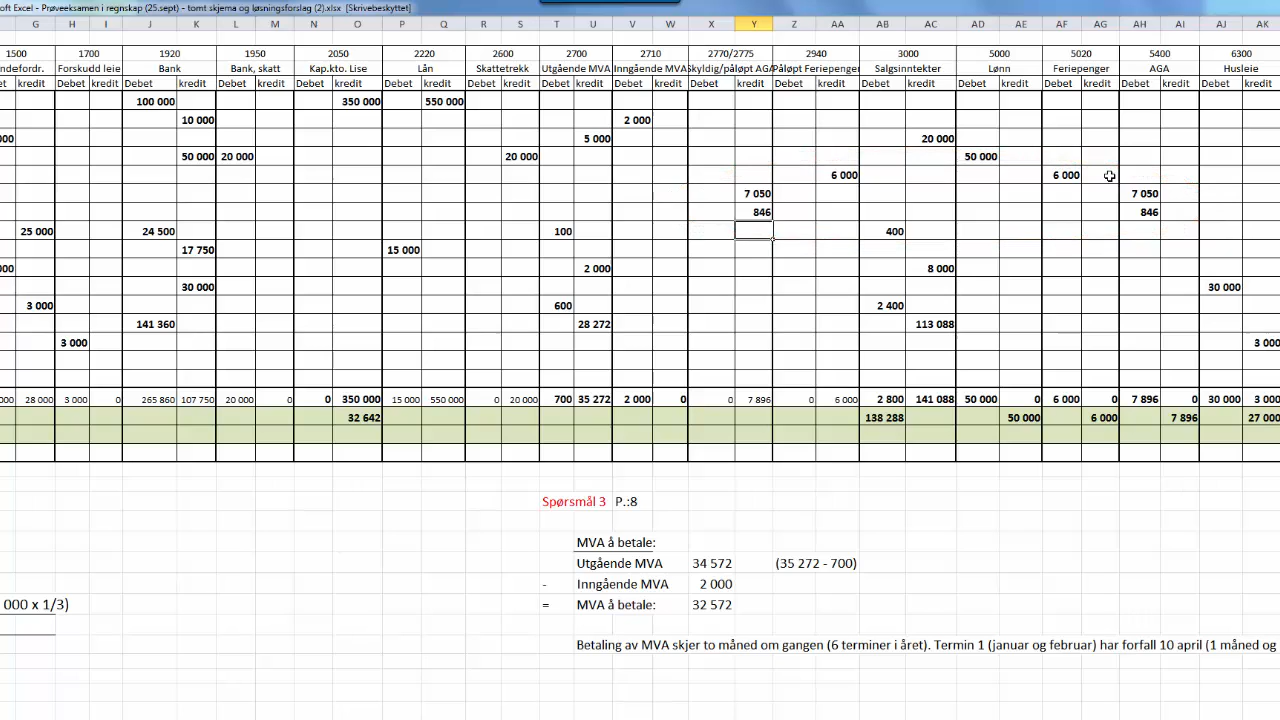 oft Excel - Prøveeksamen i regnskap (25.sept) - tomt skjema og løsningsforslag (2).xlsx [Skrivebeskyttet]
G H I J K L M N O P Q R S T U V W X Y Z AA AB AC AD AE AF AG AH AI AJ AK
1500 1700 1920 1950 2050 2220 2600 2700 2710 2770/2775 2940 3000 5000 5020 5400 6300
ndefordr. Forskudd leie Bank Bank, skatt Kap.kto. Lise Lån Skattetrekk Utgående MVA Inngående MVA kyldig/påløpt AGA Påløpt Feriepenger Salgsinntekter Lønn Feriepenger AGA Husleie
kredit Debet kredit Debet kredit Debet kredit Debet kredit Debet kredit Debet kredit Debet kredit Debet kredit Debet kredit Debet kredit Debet kredit Debet kredit Debet kredit Debet kredit Debet kredit
100 000 350 000 550 000
10 000 2 000
000 5 000 20 000
50 000 20 000 20 000 50 000
6 000 6 000
7 050 7 050
846 846
25 000 24 500 100 400
17 750 15 000
000 2 000 8 000
30 000 30 000
3 000 600 2 400
141 360 28 272 113 088
3 000 3 000
000 28 000 3 000 0 265 860 107 750 20 000 0 0 350 000 15 000 550 000 0 20 000 700 35 272 2 000 0 0 7 896 0 6 000 2 800 141 088 50 000 0 6 000 0 7 896 0 30 000 3 000
32 642 138 288 50 000 6 000 7 896 27 000
Spørsmål 3 P.:8
MVA å betale:
Utgående MVA 34 572 (35 272 - 700)
- Inngående MVA 2 000
000 x 1/3) = MVA å betale: 32 572
Betaling av MVA skjer to måned om gangen (6 terminer i året). Termin 1 (januar og februar) har forfall 10 april (1 måned og